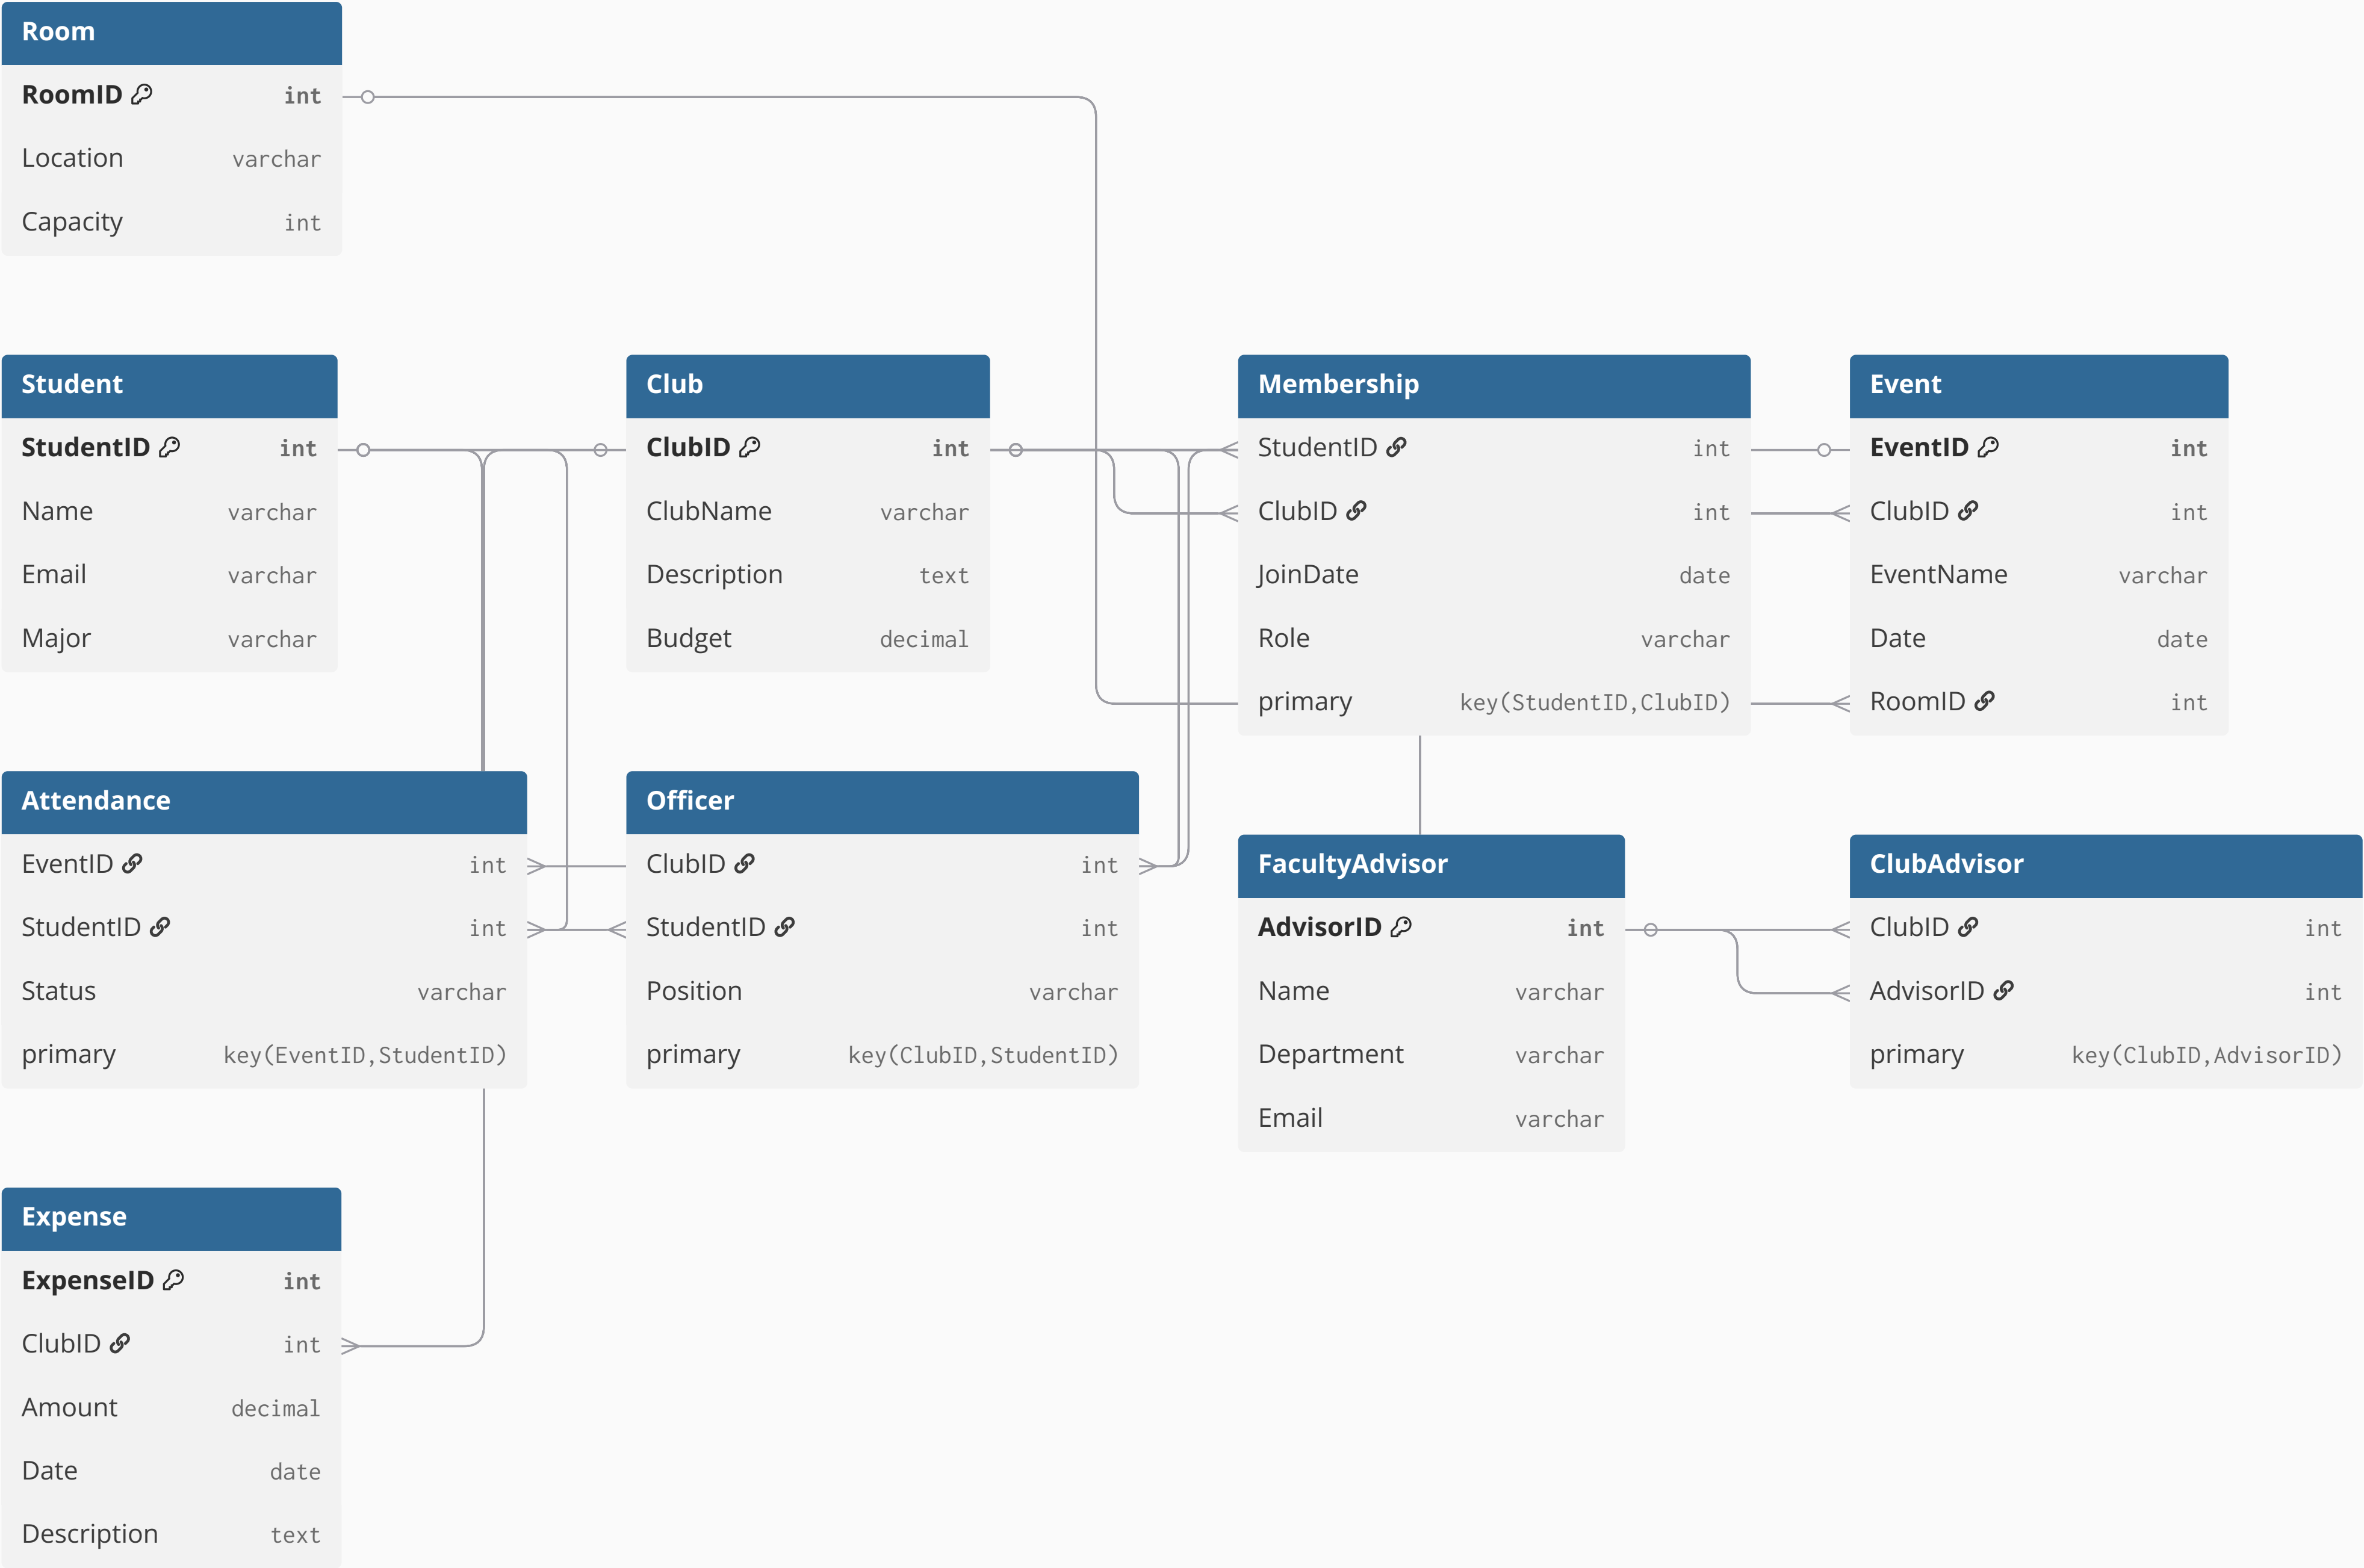 Room
RoomID int
Location varchar
Capacity int
Student
StudentID int
Name varchar
Email varchar
Major varchar
Club
ClubID int
ClubName varchar
Description text
Budget decimal
Membership
StudentID int
ClubID int
JoinDate date
Role varchar
primary key(StudentID,ClubID)
Event
EventID int
ClubID int
EventName varchar
Date date
RoomID int
Attendance
EventID int
StudentID int
Status varchar
primary key(EventID,StudentID)
Officer
ClubID int
StudentID int
Position varchar
primary key(ClubID,StudentID)
FacultyAdvisor
AdvisorID int
Name varchar
Department varchar
Email varchar
ClubAdvisor
ClubID int
AdvisorID int
primary key(ClubID,AdvisorID)
Expense
ExpenseID int
ClubID int
Amount decimal
Date date
Description text